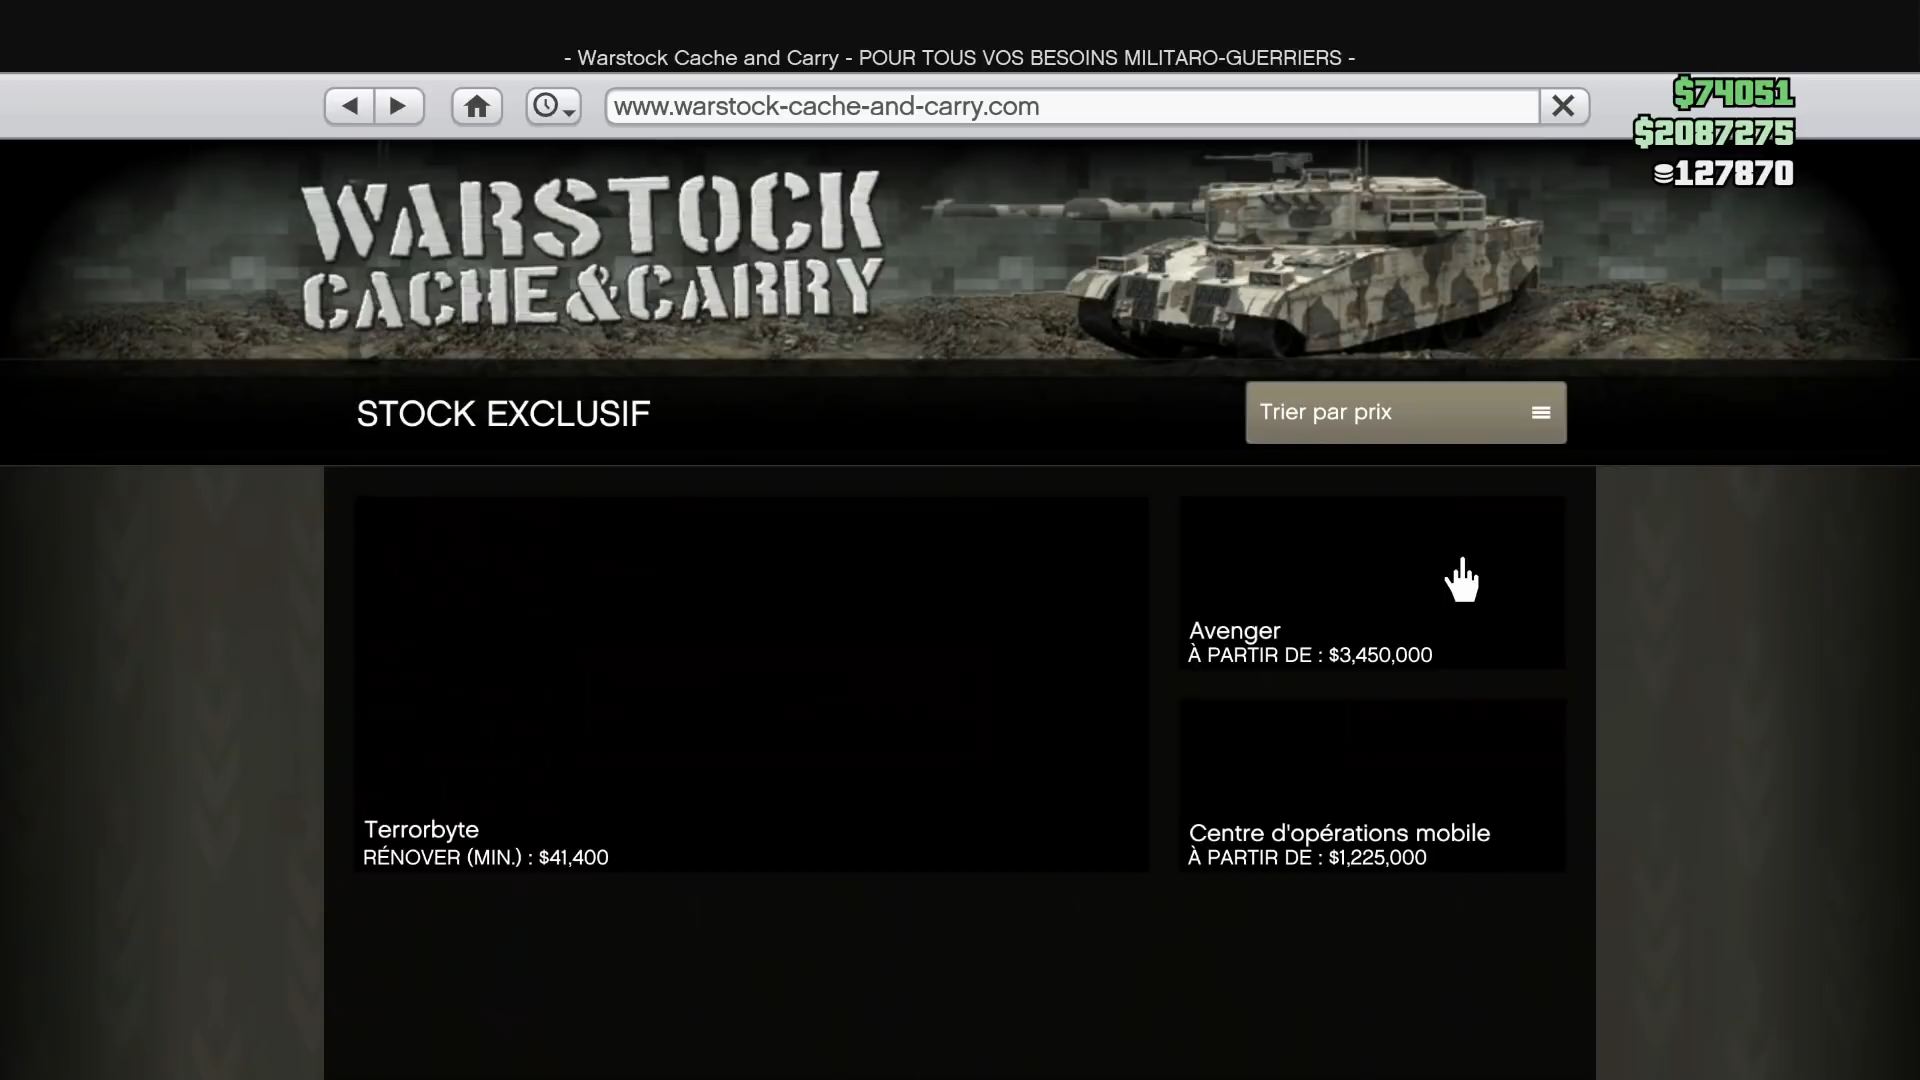 - Warstock Cache and Carry - POUR TOUS VOS BESOINS MILITARO-GUERRIERS -
www.warstock-cache-and-carry.com
$74051
$2087275
127870
WARSTOCK
CACHE&CARRY
STOCK EXCLUSIF
Trier par prix
Avenger
À PARTIR DE : $3,450,000
Terrorbyte
RÉNOVER (MIN.) : $41,400
Centre d'opérations mobile
À PARTIR DE : $1,225,000